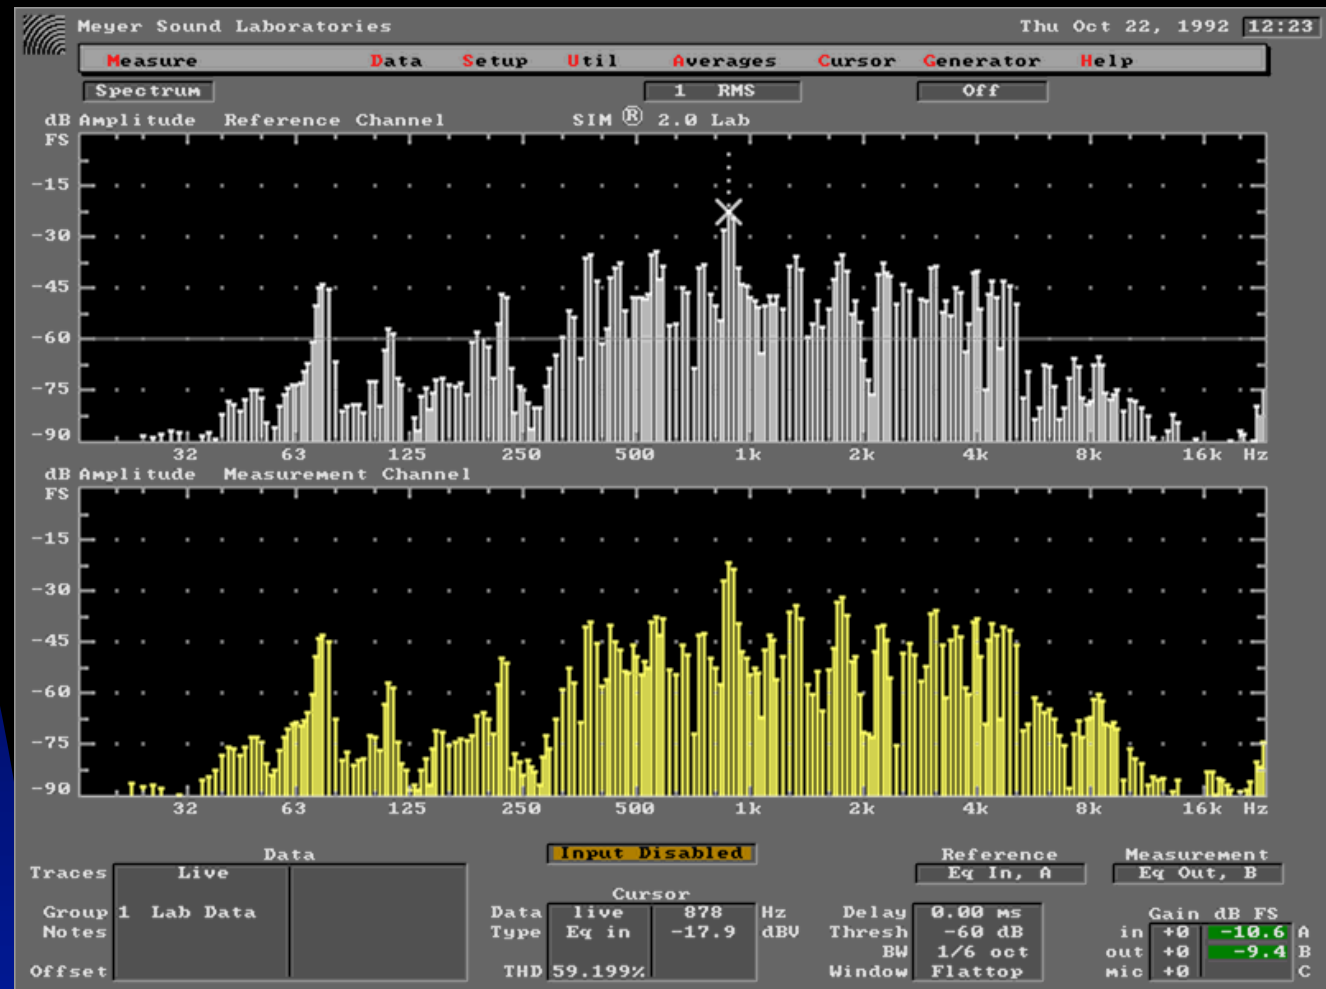 Meyer Sound Laboratories Thu Oct 22, 1992 12:23
Measure Data Setup Util Averages Cursor Generator Help
Spectrum 1 RMS Off
dB Amplitude Reference Channel SIM ® 2.0 Lab
FS
-15
-30
-45
-60
-75
-90
32 63 125 250 500 1k 2k 4k 8k 16k Hz
dB Amplitude Measurement Channel
FS
-15
-30
-45
-60
-75
-90
32 63 125 250 500 1k 2k 4k 8k 16k Hz
Data Input Disabled Reference Measurement
Traces Live Eq In, A Eq Out, B
Cursor
Group 1 Lab Data Data live 878 Hz Delay 0.00 ms Gain dB FS
Notes Type Eq in -17.9 dBV Thresh -60 dB in +0 -10.6 A
BW 1/6 oct out +0 -9.4 B
Offset THD 59.199% Window Flattop mic +0 C